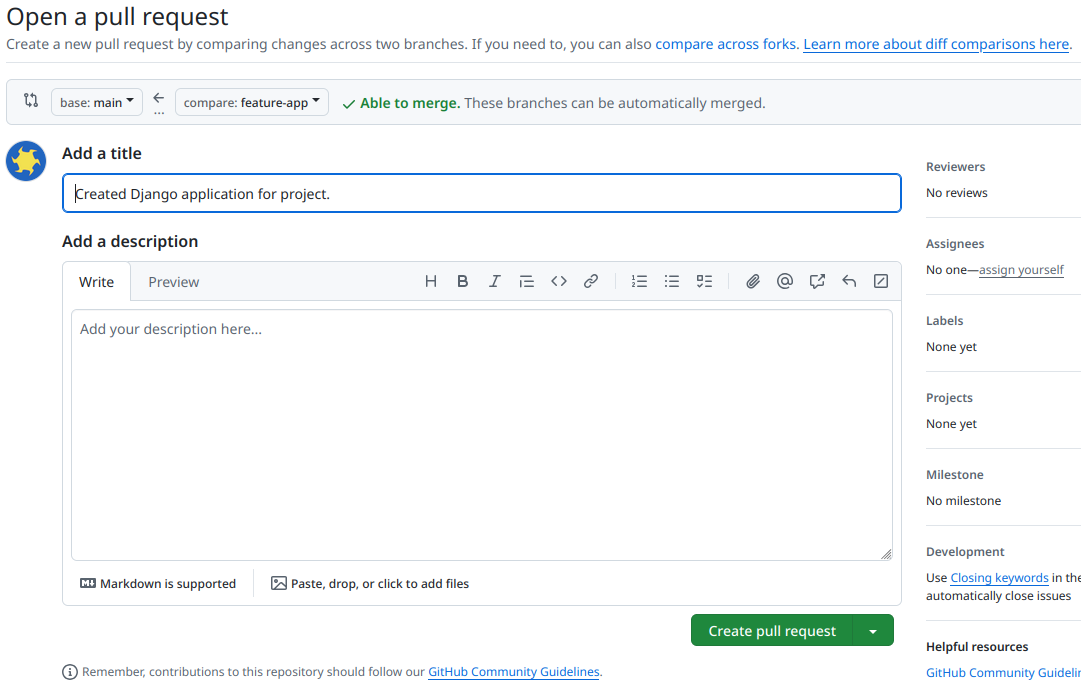 Open a pull request
Create a new pull request by comparing changes across two branches. If you need to, you can also compare across forks. Learn more about diff comparisons here.
base: main
...
compare: feature-app
Able to merge. These branches can be automatically merged.
Add a title
Created Django application for project.
Add a description
Write
Preview
Add your description here...
Markdown is supported
Paste, drop, or click to add files
Create pull request
Remember, contributions to this repository should follow our GitHub Community Guidelines.
Reviewers
No reviews
Assignees
No one—assign yourself
Labels
None yet
Projects
None yet
Milestone
No milestone
Development
Use Closing keywords in the
automatically close issues
Helpful resources
GitHub Community